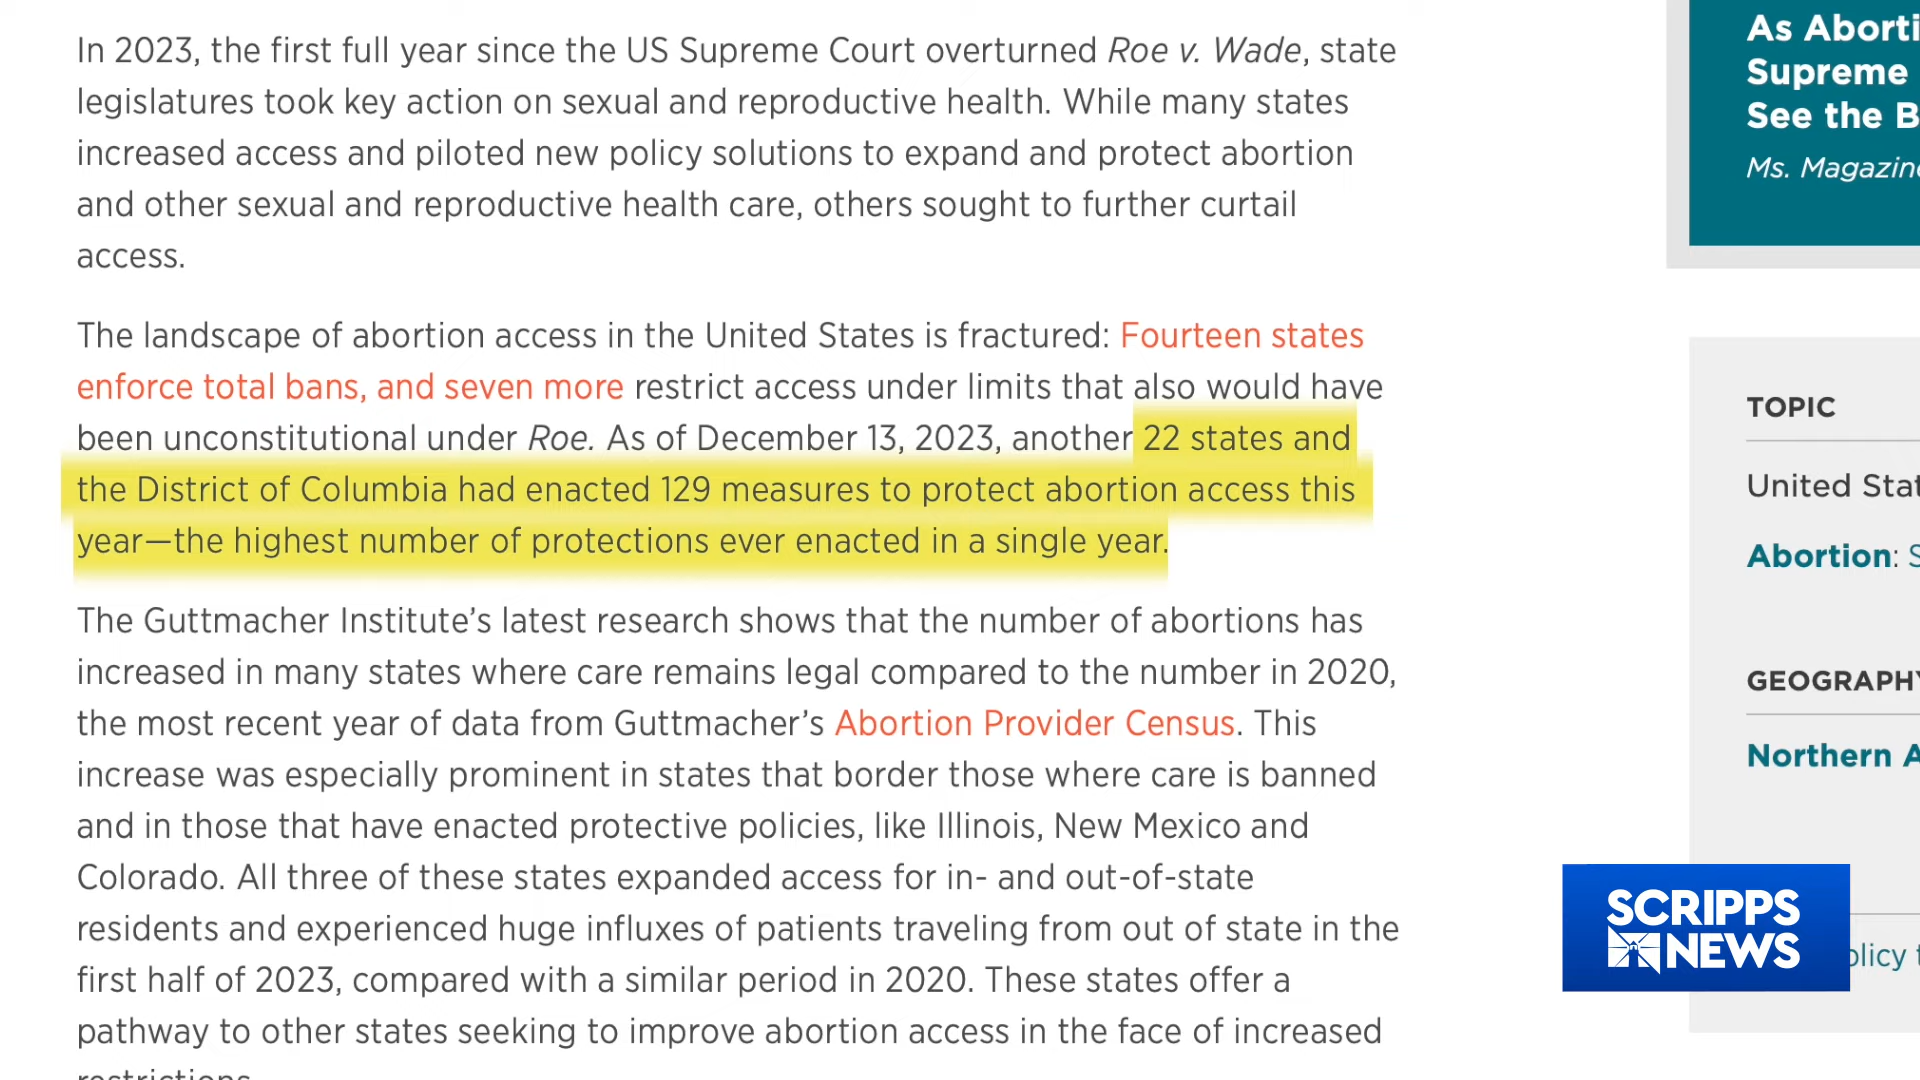 In 2023, the first full year since the US Supreme Court overturned Roe v. Wade, state
legislatures took key action on sexual and reproductive health. While many states
increased access and piloted new policy solutions to expand and protect abortion
and other sexual and reproductive health care, others sought to further curtail
access.
The landscape of abortion access in the United States is fractured: Fourteen states
enforce total bans, and seven more restrict access under limits that also would have
been unconstitutional under Roe. As of December 13, 2023, another 22 states and
the District of Columbia had enacted 129 measures to protect abortion access this
year—the highest number of protections ever enacted in a single year.
The Guttmacher Institute’s latest research shows that the number of abortions has
increased in many states where care remains legal compared to the number in 2020,
the most recent year of data from Guttmacher’s Abortion Provider Census. This
increase was especially prominent in states that border those where care is banned
and in those that have enacted protective policies, like Illinois, New Mexico and
Colorado. All three of these states expanded access for in- and out-of-state
residents and experienced huge influxes of patients traveling from out of state in the
first half of 2023, compared with a similar period in 2020. These states offer a
pathway to other states seeking to improve abortion access in the face of increased
restrictions.
As Aborti
Supreme
See the B
Ms. Magazine
TOPIC
United Stat
Abortion: S
GEOGRAPHY
Northern A
olicy t
SCRIPPS
NEWS